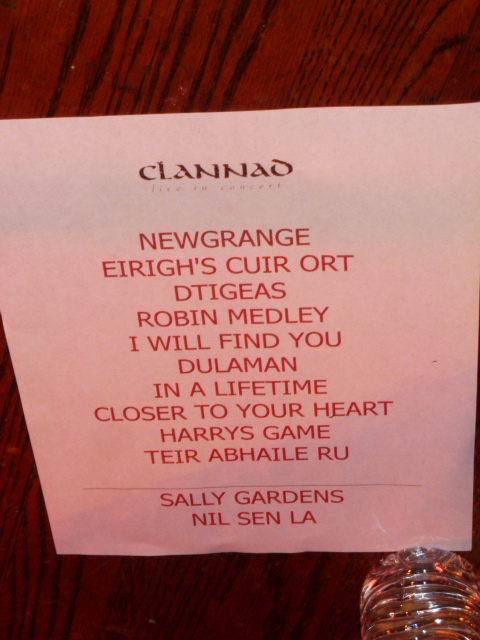 CLANNAD
live in concert
NEWGRANGE
EIRIGH'S CUIR ORT
DTIGEAS
ROBIN MEDLEY
I WILL FIND YOU
DULAMAN
IN A LIFETIME
CLOSER TO YOUR HEART
HARRYS GAME
TEIR ABHAILE RU
SALLY GARDENS
NIL SEN LA